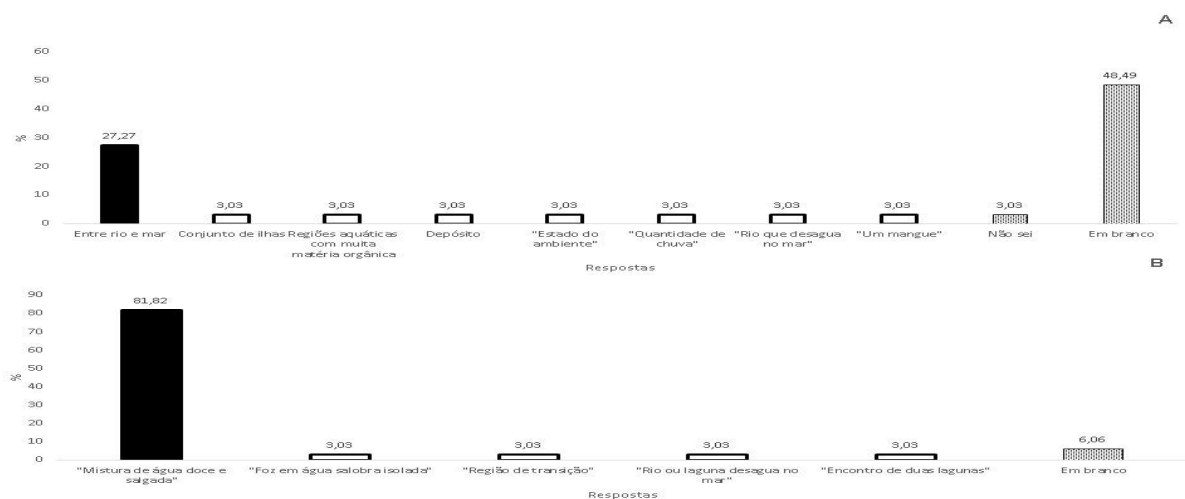 A
60
50
40
30
20
10
0
%
27,27
3,03
3,03
3,03
3,03
3,03
3,03
3,03
3,03
48,49
Entre rio e mar
Conjunto de ilhas
Regiões aquáticas
com muita
matéria orgânica
Depósito
"Estado do
ambiente"
"Quantidade de
chuva"
"Rio que desagua
no mar"
"Um mangue"
Não sei
Em branco
Respostas
B
90
80
70
60
50
40
30
20
10
0
%
81,82
3,03
3,03
3,03
3,03
6,06
"Mistura de água doce e
salgada"
"Foz em água salobra isolada"
"Região de transição"
"Rio ou laguna desagua no
mar"
"Encontro de duas lagunas"
Em branco
Respostas